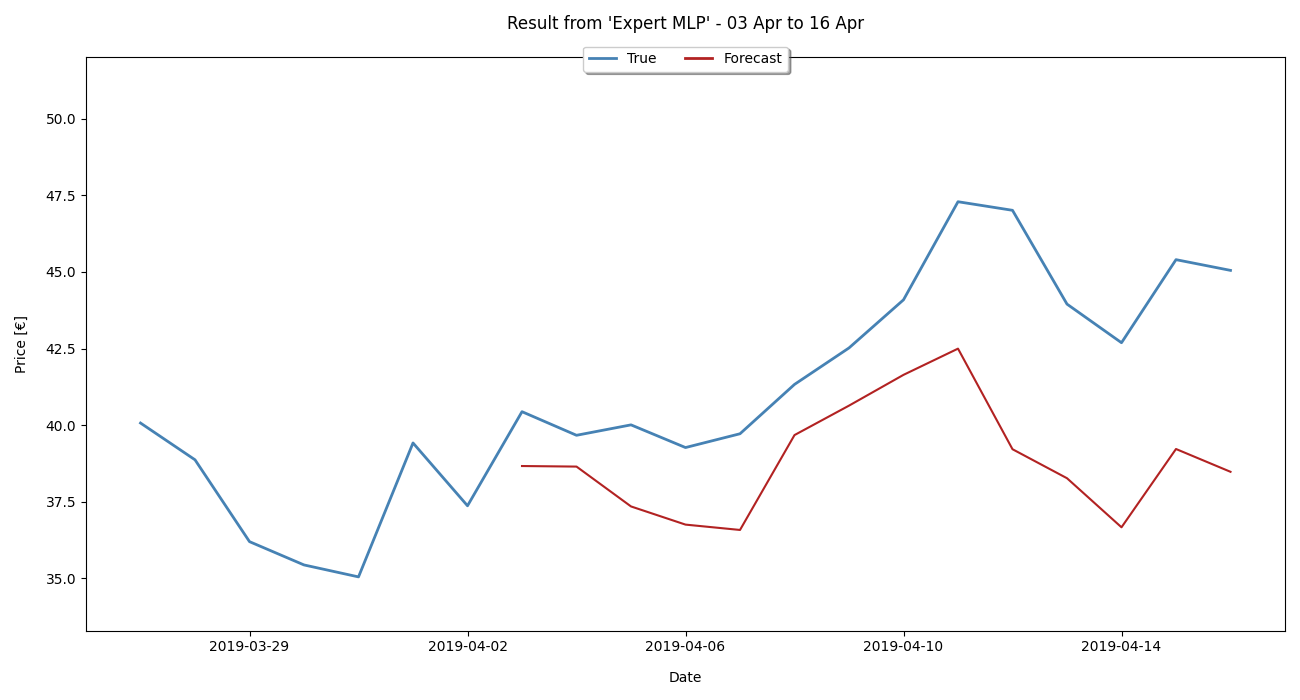 Result from 'Expert MLP' - 03 Apr to 16 Apr
True Forecast
50.0
47.5
45.0
42.5
40.0
37.5
35.0
Price [€]
2019-03-29 2019-04-02 2019-04-06 2019-04-10 2019-04-14
Date